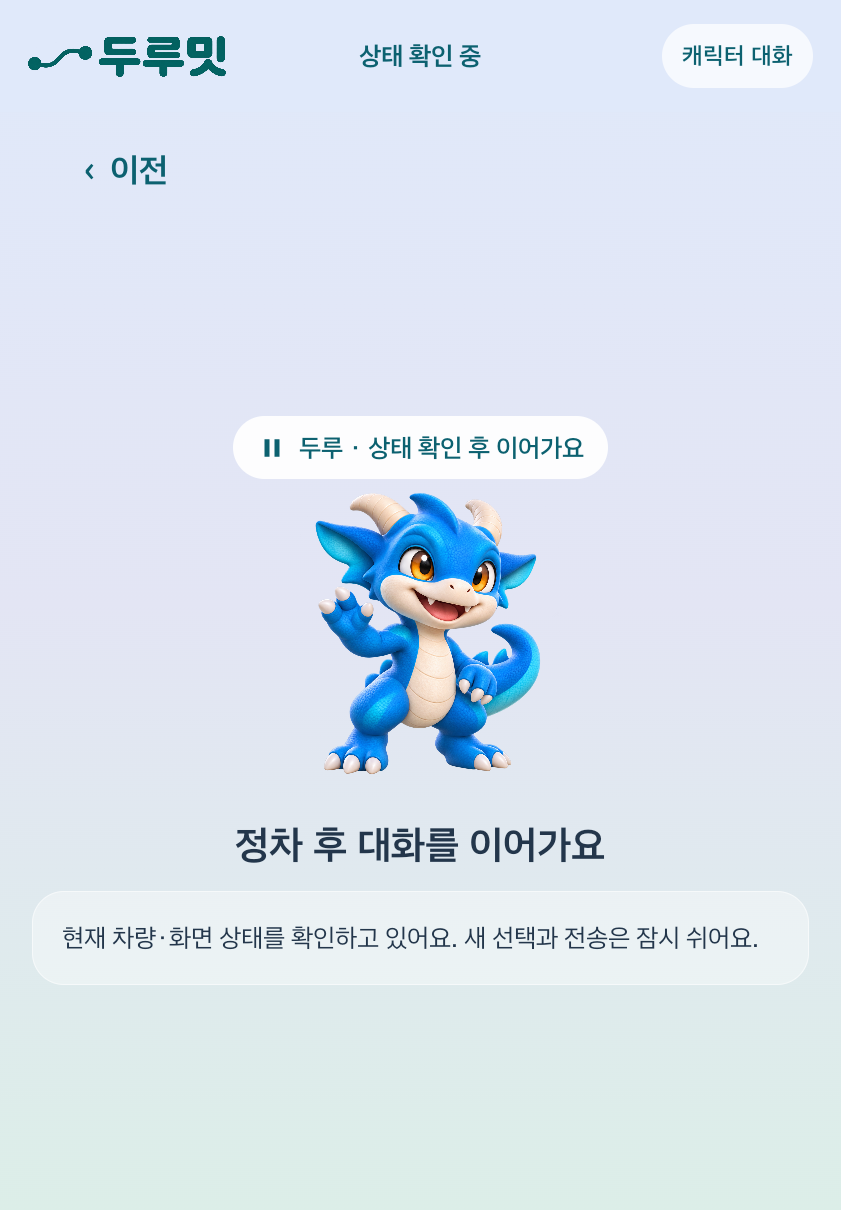 두루밋
상태 확인 중
캐릭터 대화
‹ 이전
두루 · 상태 확인 후 이어가요
정차 후 대화를 이어가요
현재 차량·화면 상태를 확인하고 있어요. 새 선택과 전송은 잠시 쉬어요.